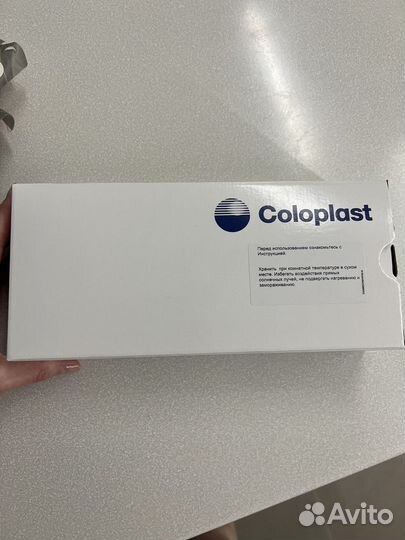 Coloplast
Перед использованием ознакомьтесь с
Инструкцией.
Хранить при комнатной температуре в сухом
месте. Избегать воздействия прямых
солнечных лучей, не подвергать нагреванию и
замораживанию.
Avito